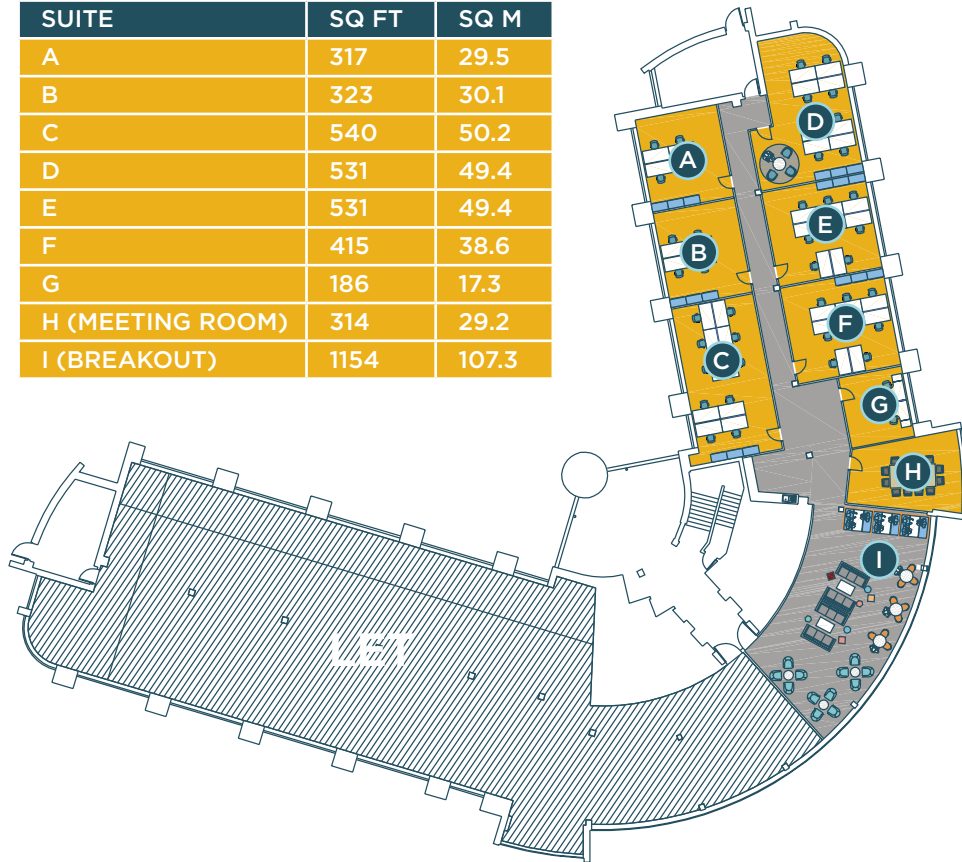 SUITE SQ FT SQ M
A 317 29.5
B 323 30.1
C 540 50.2
D 531 49.4
E 531 49.4
F 415 38.6
G 186 17.3
H (MEETING ROOM) 314 29.2
I (BREAKOUT) 1154 107.3
D
A
E
B
F
C
G
H
I
LET